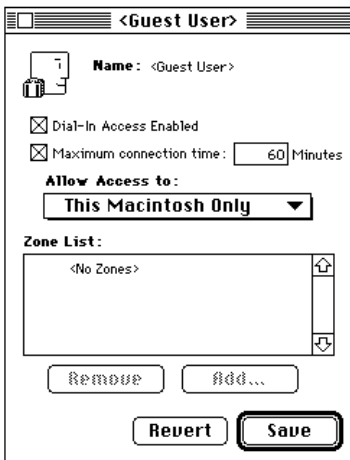 <Guest User>
Name: <Guest User>
Dial-In Access Enabled
Maximum connection time: 60 Minutes
Allow Access to:
This Macintosh Only
Zone List:
<No Zones>
Remove Add...
Revert Save